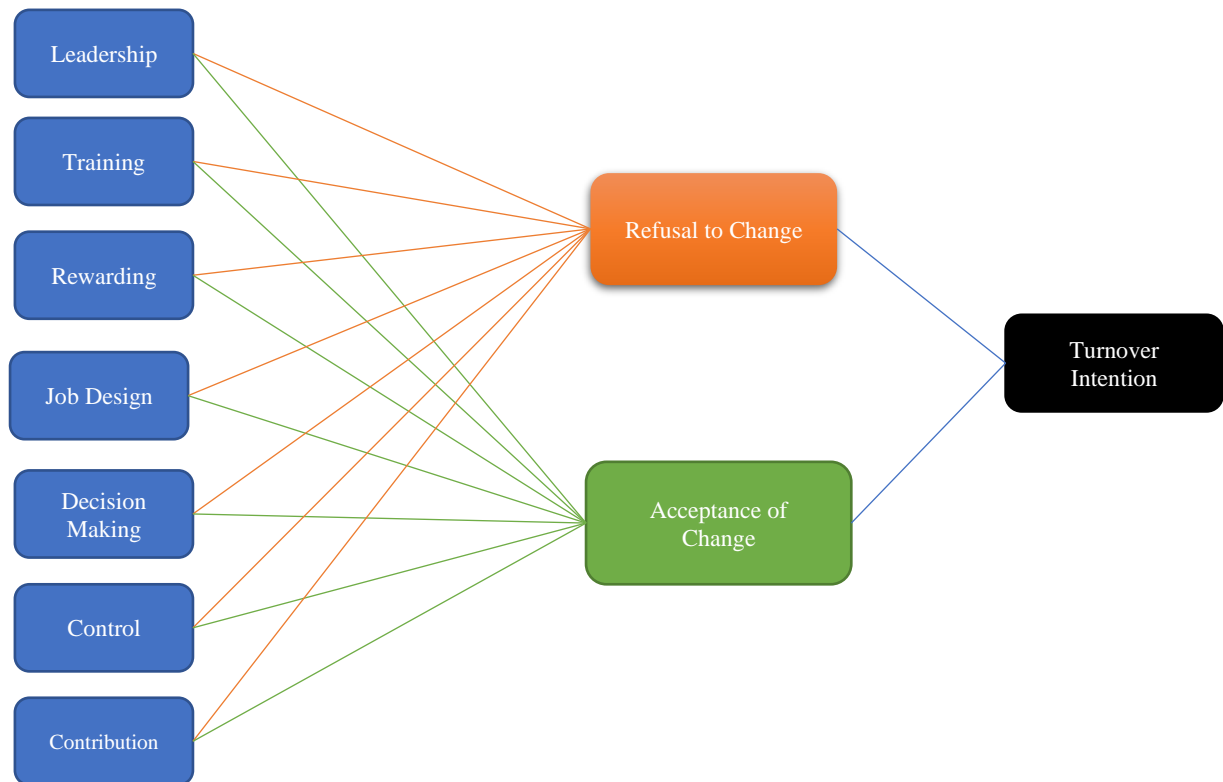 Leadership
Training
Rewarding
Job Design
Decision
Making
Control
Contribution
Refusal to Change
Acceptance of
Change
Turnover
Intention